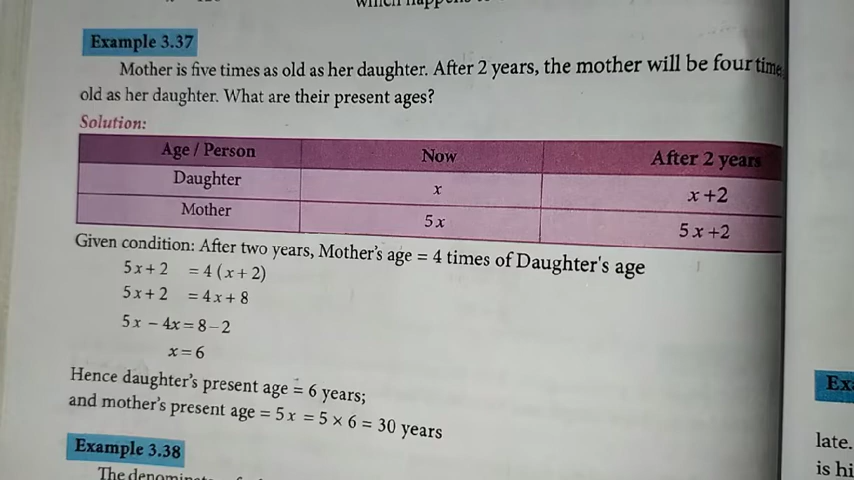 Example 3.37
Mother is five times as old as her daughter. After 2 years, the mother will be four time
old as her daughter. What are their present ages?
Solution:
Age / Person Now After 2 years
Daughter x x+2
Mother 5x 5x+2
Given condition: After two years, Mother's age = 4 times of Daughter's age
5x+2 = 4(x+2)
5x+2 = 4x+8
5x − 4x = 8−2
x = 6
Hence daughter's present age = 6 years;
and mother's present age = 5x = 5 × 6 = 30 years
Example 3.38
The
Ex
late.
is hi